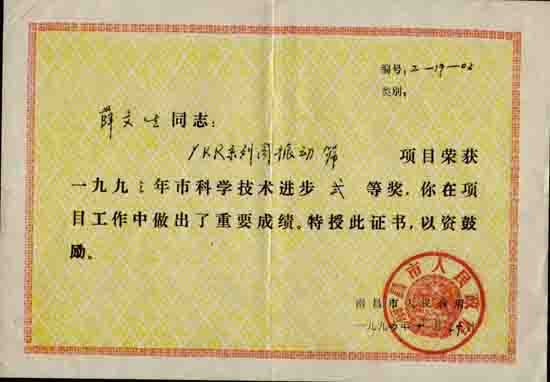 编号：2—19—02
类别：
薛文生同志：
YKR系列圆振动筛 项目荣获
一九九三年市科学技术进步 弍 等奖，你在项
目工作中做出了重要成绩。特授此证书，以资鼓
励。
南昌市人民政府